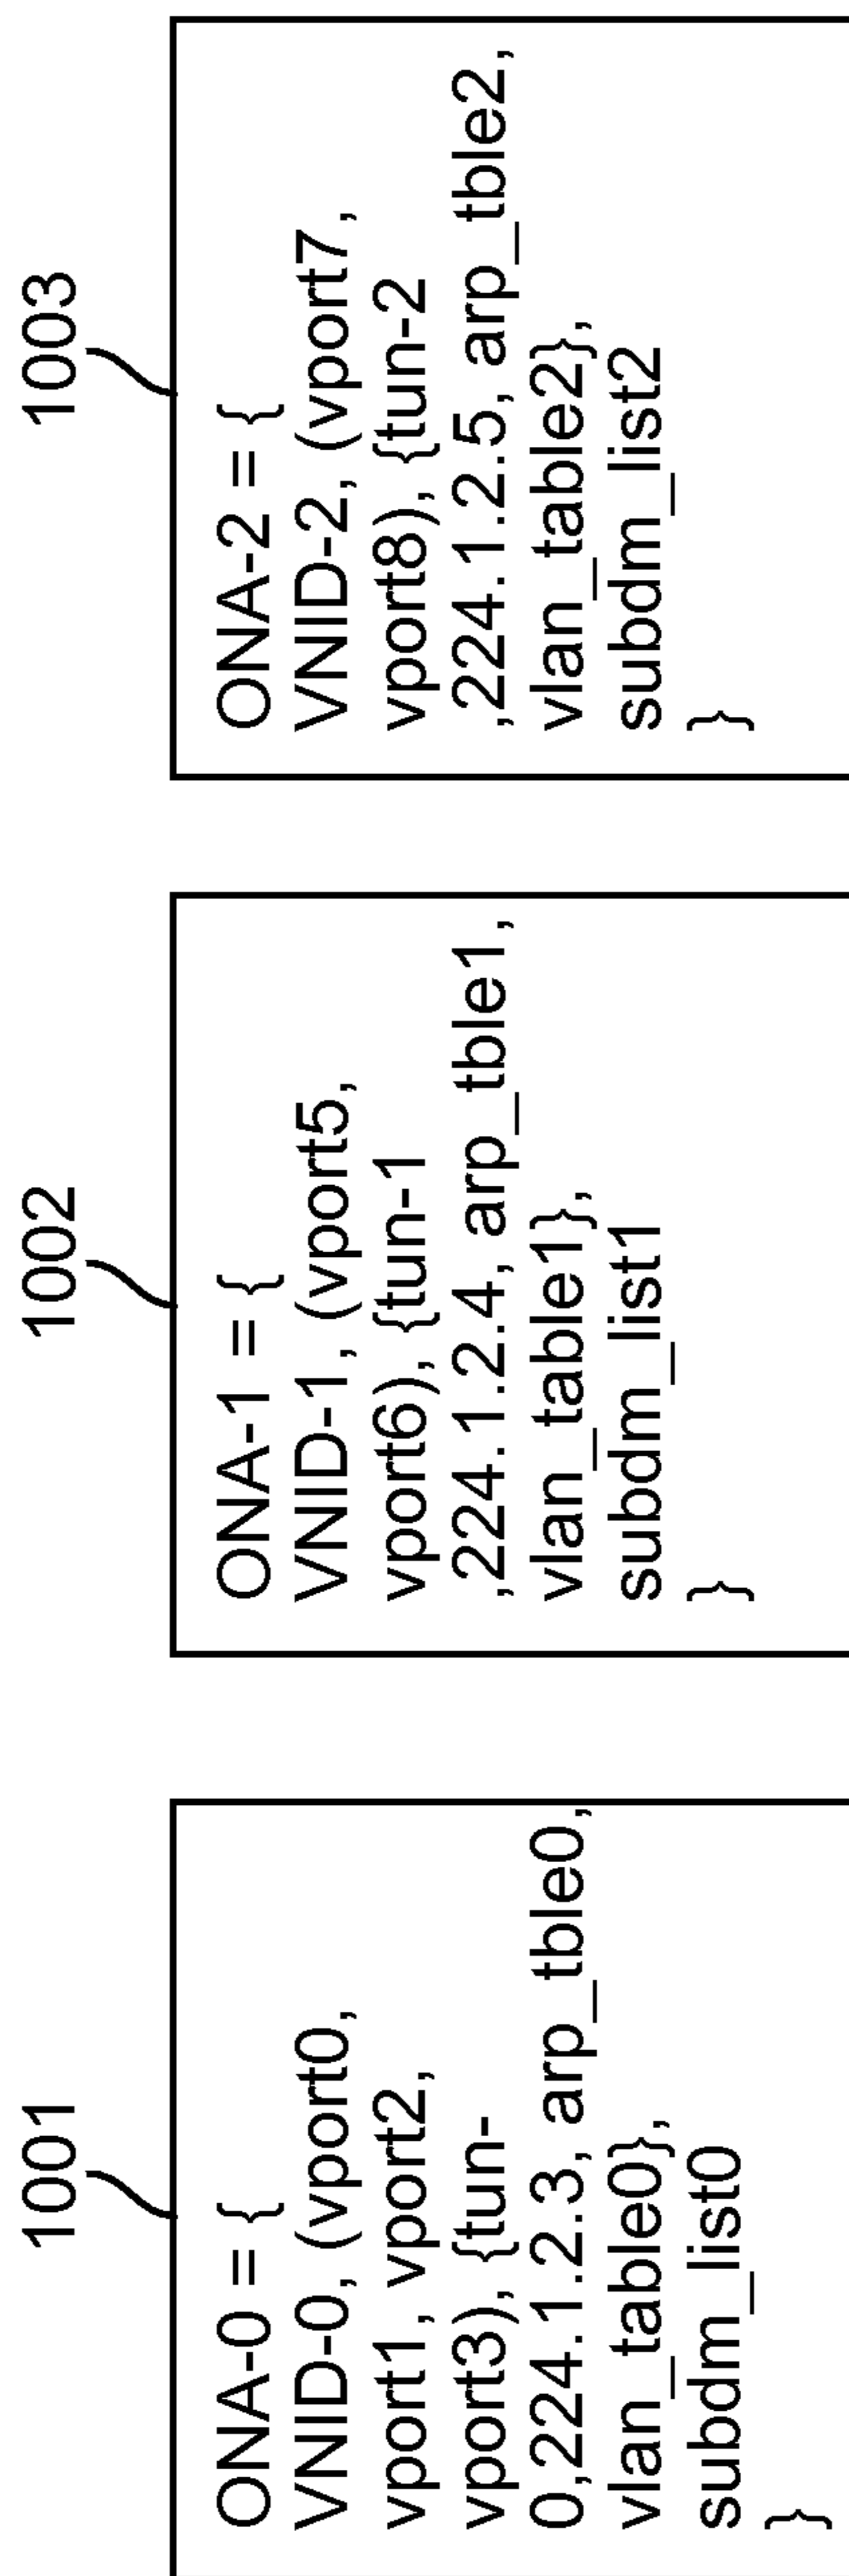 1001
ONA-0 = {
VNID-0, (vport0,
vport1, vport2,
vport3), {tun-
0,224.1.2.3, arp_tble0,
vlan_table0},
subdm_list0
}
1002
ONA-1 = {
VNID-1, (vport5,
vport6), {tun-1
,224.1.2.4, arp_tble1,
vlan_table1},
subdm_list1
}
1003
ONA-2 = {
VNID-2, (vport7,
vport8), {tun-2
,224.1.2.5, arp_tble2,
vlan_table2},
subdm_list2
}